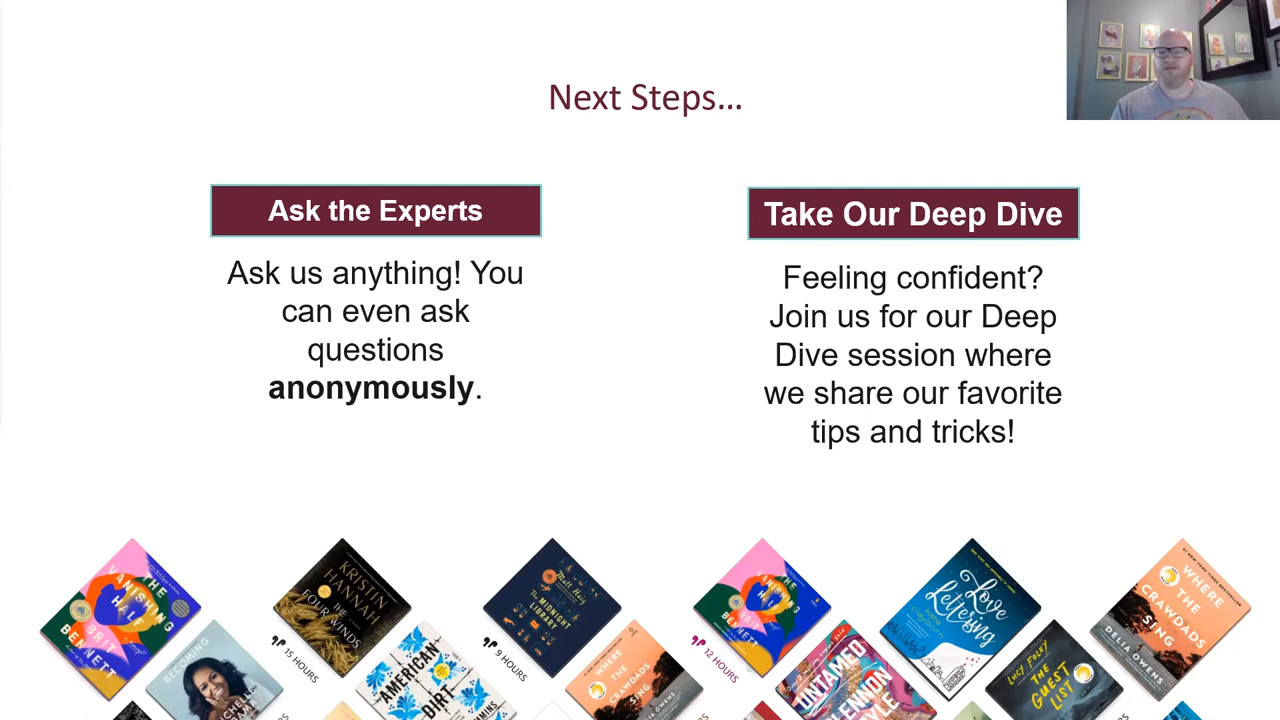 Next Steps...
Ask the Experts
Ask us anything! You
can even ask
questions
anonymously.
Take Our Deep Dive
Feeling confident?
Join us for our Deep
Dive session where
we share our favorite
tips and tricks!
THE
VANISHING
HALF
BRIT
BENNETT
BECOMING
KRISTIN
HANNAH
THE
FOUR WINDS
15 HOURS
AMERICAN
DIRT
Matt Haig
The
MIDNIGHT
LIBRARY
9 HOURS
WHERE
THE
CRAWDADS
SING
DELIA OWENS
THE
VANISHING
HALF
BRIT
BENNETT
12 HOURS
UNTAMED
GLENNON
DOYLE
Love
Lettering
LUCY FOLEY
THE
GUEST
LIST
WHERE
THE
CRAWDADS
SING
DELIA OWENS